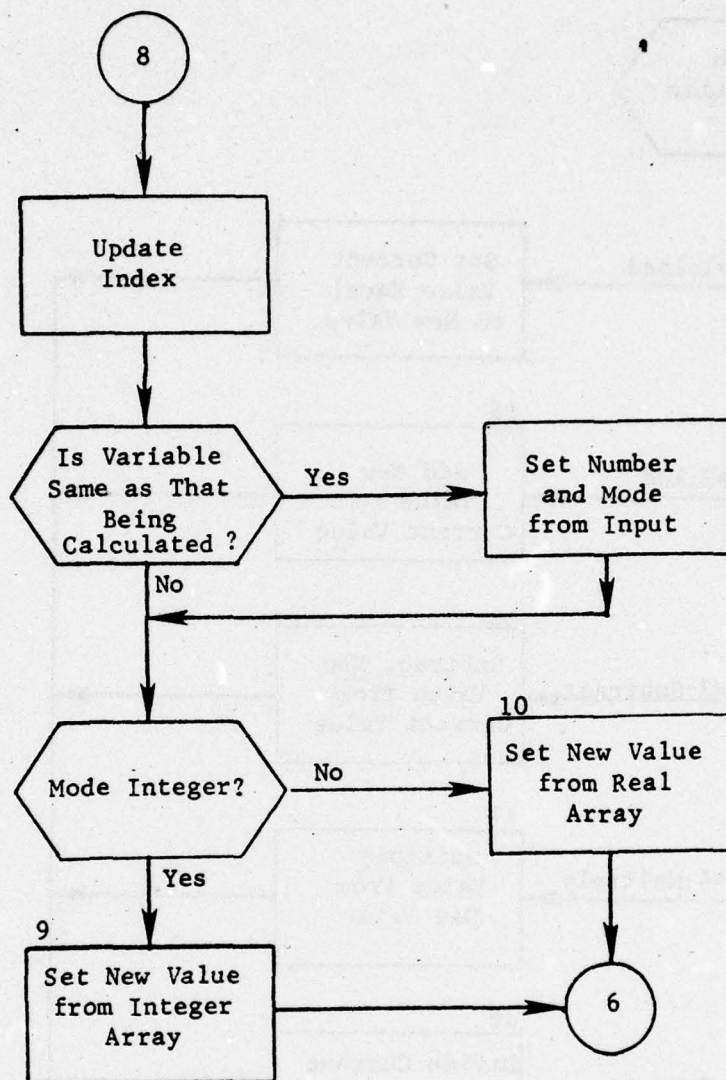 8
Update
Index
Is Variable
Same as That
Being
Calculated ?
Yes
Set Number
and Mode
from Input
No
Mode Integer?
No
10
Set New Value
from Real
Array
Yes
9
Set New Value
from Integer
Array
6